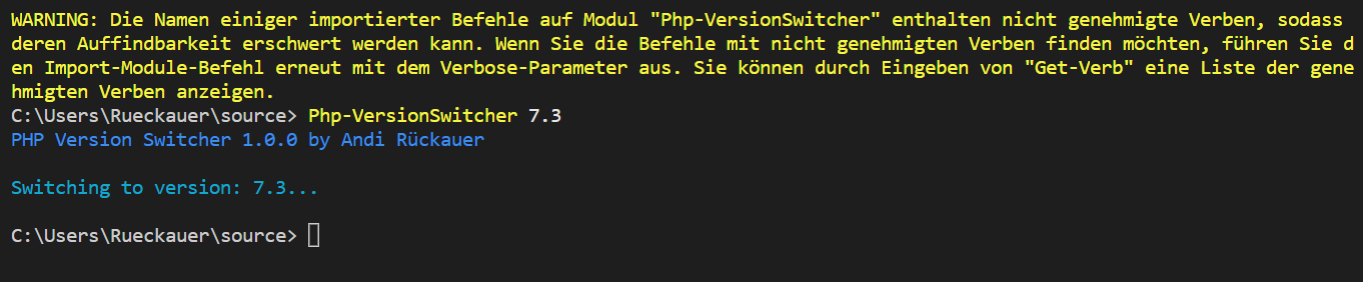 WARNING: Die Namen einiger importierter Befehle auf Modul "Php-VersionSwitcher" enthalten nicht genehmigte Verben, sodass
deren Auffindbarkeit erschwert werden kann. Wenn Sie die Befehle mit nicht genehmigten Verben finden möchten, führen Sie d
en Import-Module-Befehl erneut mit dem Verbose-Parameter aus. Sie können durch Eingeben von "Get-Verb" eine Liste der gene
hmigten Verben anzeigen.
C:\Users\Rueckauer\source> Php-VersionSwitcher 7.3
PHP Version Switcher 1.0.0 by Andi Rückauer
Switching to version: 7.3...
C:\Users\Rueckauer\source>